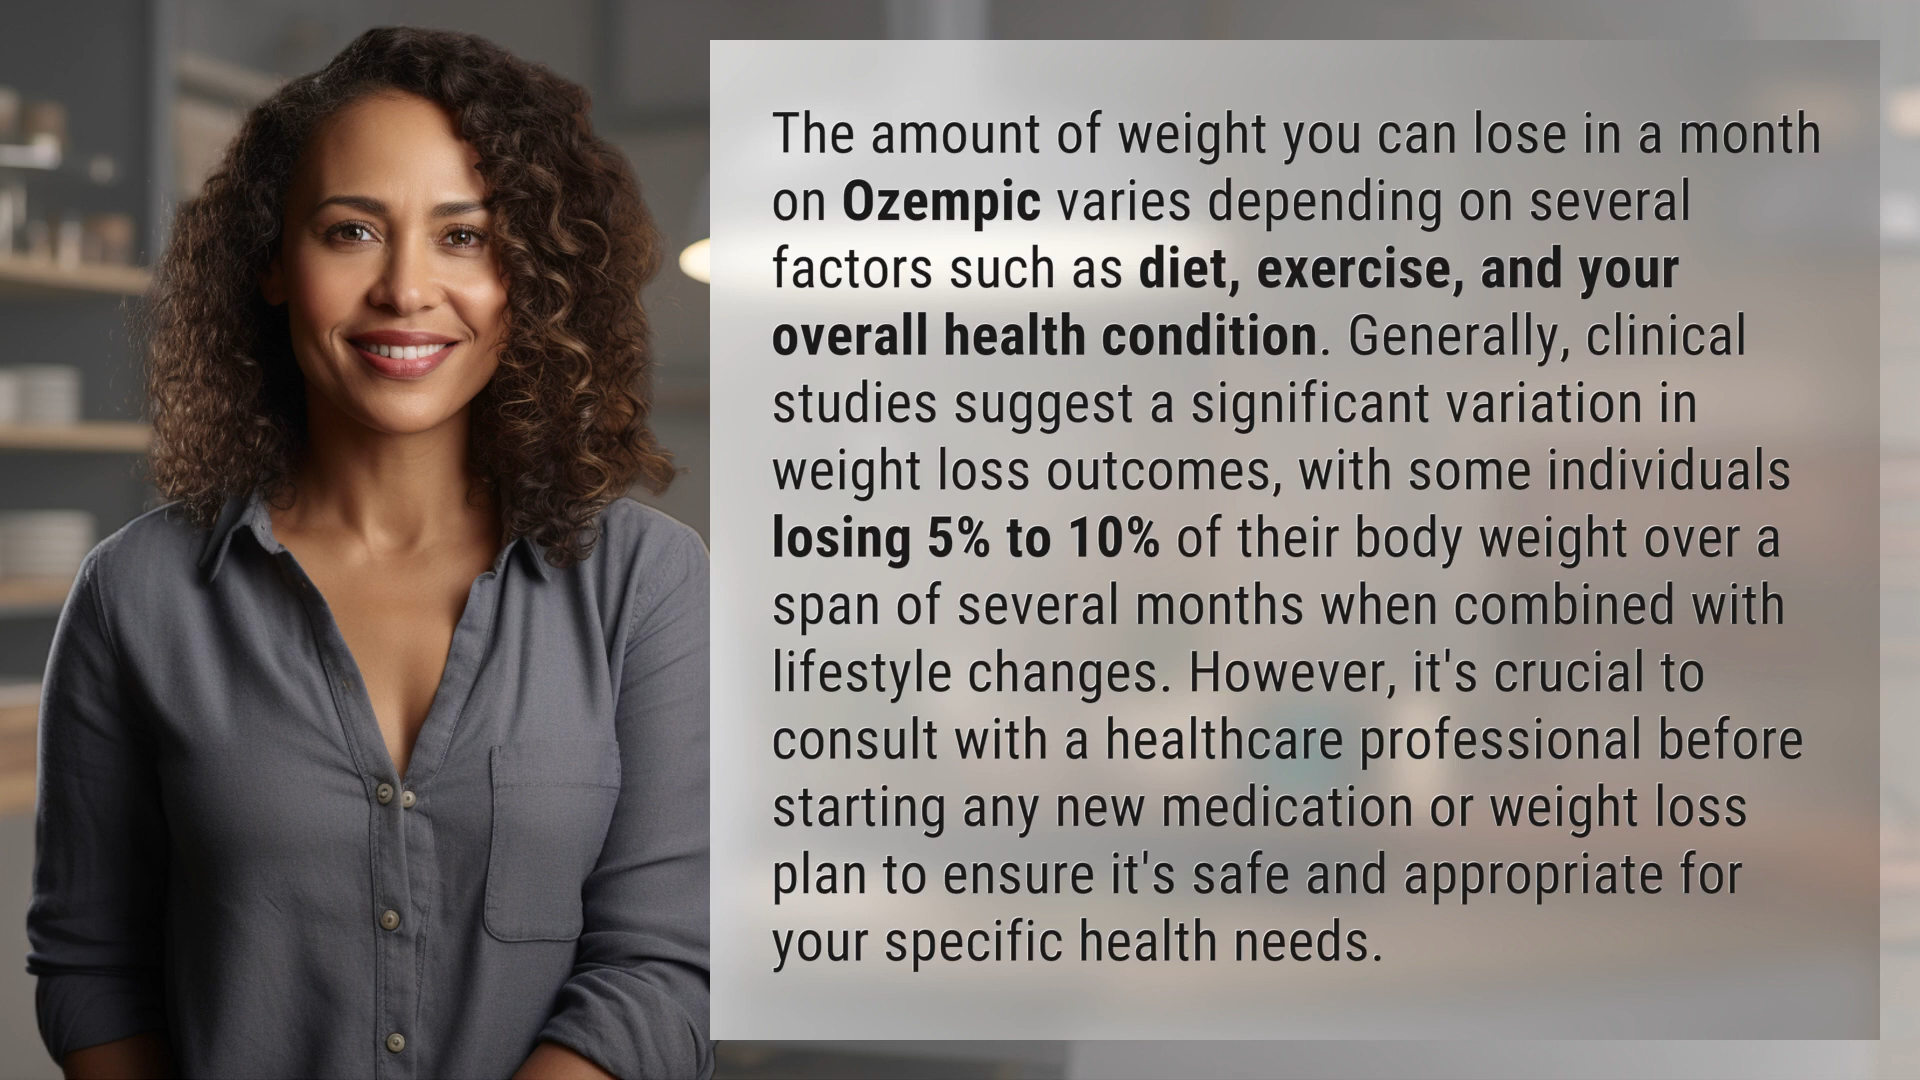 The amount of weight you can lose in a month
on Ozempic varies depending on several
factors such as diet, exercise, and your
overall health condition. Generally, clinical
studies suggest a significant variation in
weight loss outcomes, with some individuals
losing 5% to 10% of their body weight over a
span of several months when combined with
lifestyle changes. However, it's crucial to
consult with a healthcare professional before
starting any new medication or weight loss
plan to ensure it's safe and appropriate for
your specific health needs.